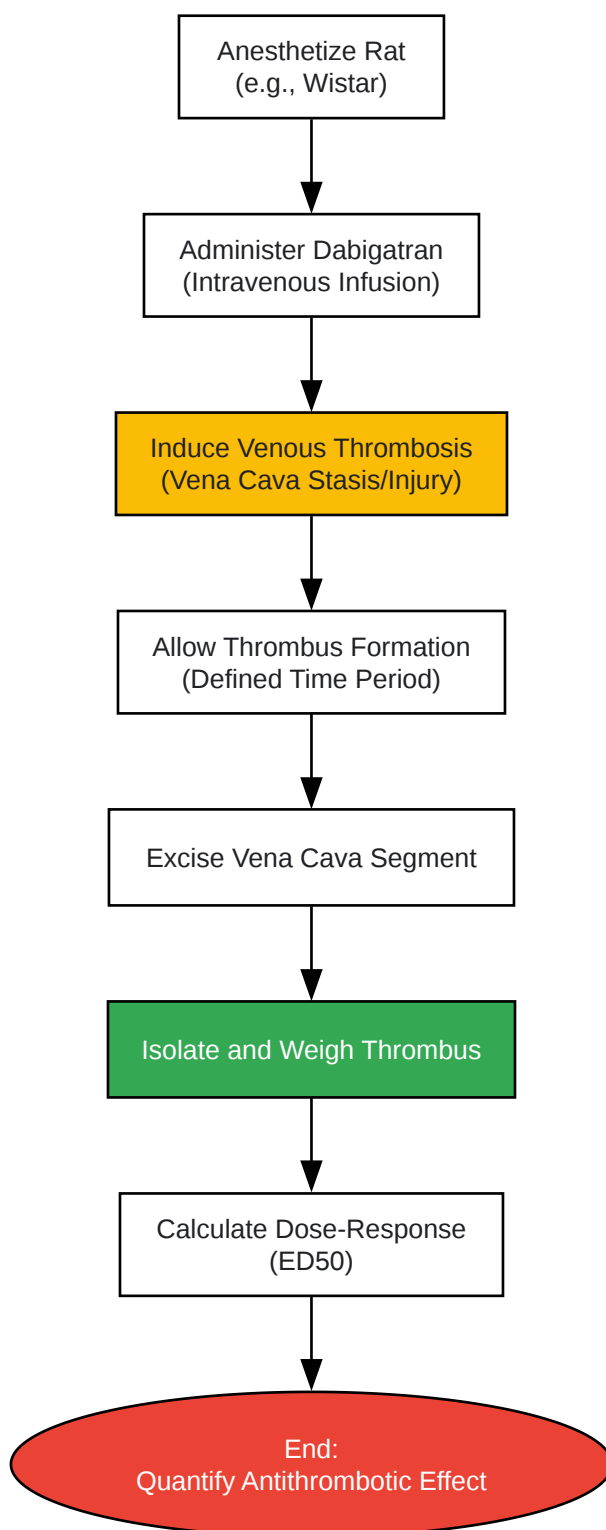 Anesthetize Rat
(e.g., Wistar)
Administer Dabigatran
(Intravenous Infusion)
Induce Venous Thrombosis
(Vena Cava Stasis/Injury)
Allow Thrombus Formation
(Defined Time Period)
Excise Vena Cava Segment
Isolate and Weigh Thrombus
Calculate Dose-Response
(ED50)
End:
Quantify Antithrombotic Effect